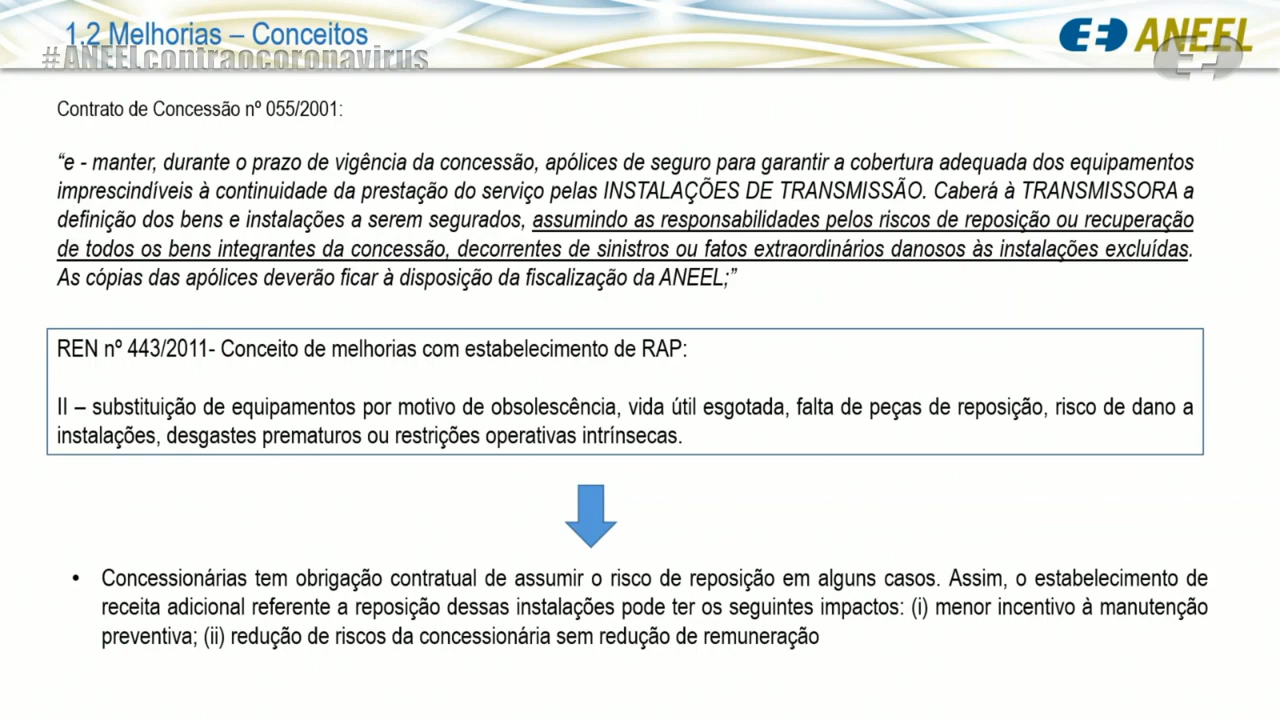 1.2 Melhorias – Conceitos
#ANEELcontraocoronavirus
ANEEL
Contrato de Concessão nº 055/2001:
“e - manter, durante o prazo de vigência da concessão, apólices de seguro para garantir a cobertura adequada dos equipamentos
imprescindíveis à continuidade da prestação do serviço pelas INSTALAÇÕES DE TRANSMISSÃO. Caberá à TRANSMISSORA a
definição dos bens e instalações a serem segurados, assumindo as responsabilidades pelos riscos de reposição ou recuperação
de todos os bens integrantes da concessão, decorrentes de sinistros ou fatos extraordinários danosos às instalações excluídas.
As cópias das apólices deverão ficar à disposição da fiscalização da ANEEL;”
REN nº 443/2011- Conceito de melhorias com estabelecimento de RAP:
II – substituição de equipamentos por motivo de obsolescência, vida útil esgotada, falta de peças de reposição, risco de dano a
instalações, desgastes prematuros ou restrições operativas intrínsecas.
• Concessionárias tem obrigação contratual de assumir o risco de reposição em alguns casos. Assim, o estabelecimento de
receita adicional referente a reposição dessas instalações pode ter os seguintes impactos: (i) menor incentivo à manutenção
preventiva; (ii) redução de riscos da concessionária sem redução de remuneração